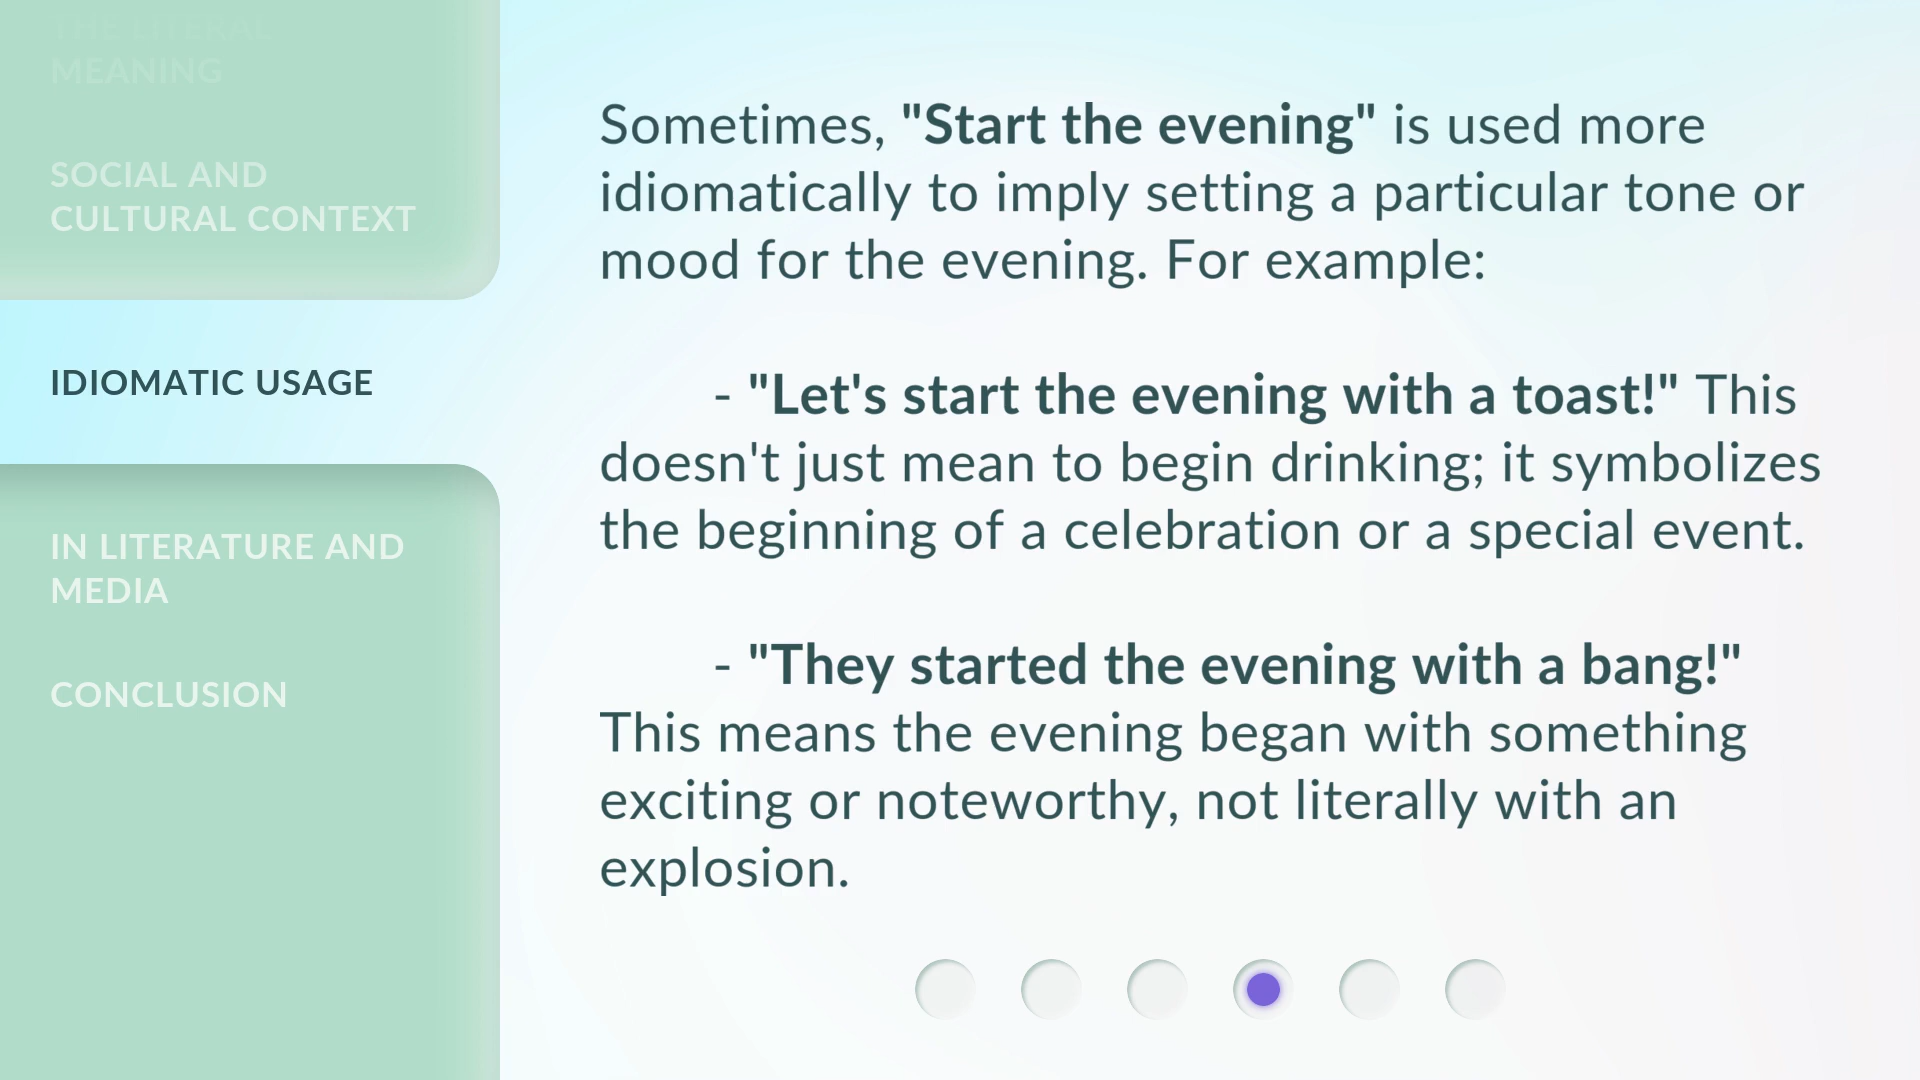 THE LITERAL
MEANING
SOCIAL AND
CULTURAL CONTEXT
IDIOMATIC USAGE
IN LITERATURE AND
MEDIA
CONCLUSION
Sometimes, "Start the evening" is used more
idiomatically to imply setting a particular tone or
mood for the evening. For example:
- "Let's start the evening with a toast!" This
doesn't just mean to begin drinking; it symbolizes
the beginning of a celebration or a special event.
- "They started the evening with a bang!"
This means the evening began with something
exciting or noteworthy, not literally with an
explosion.